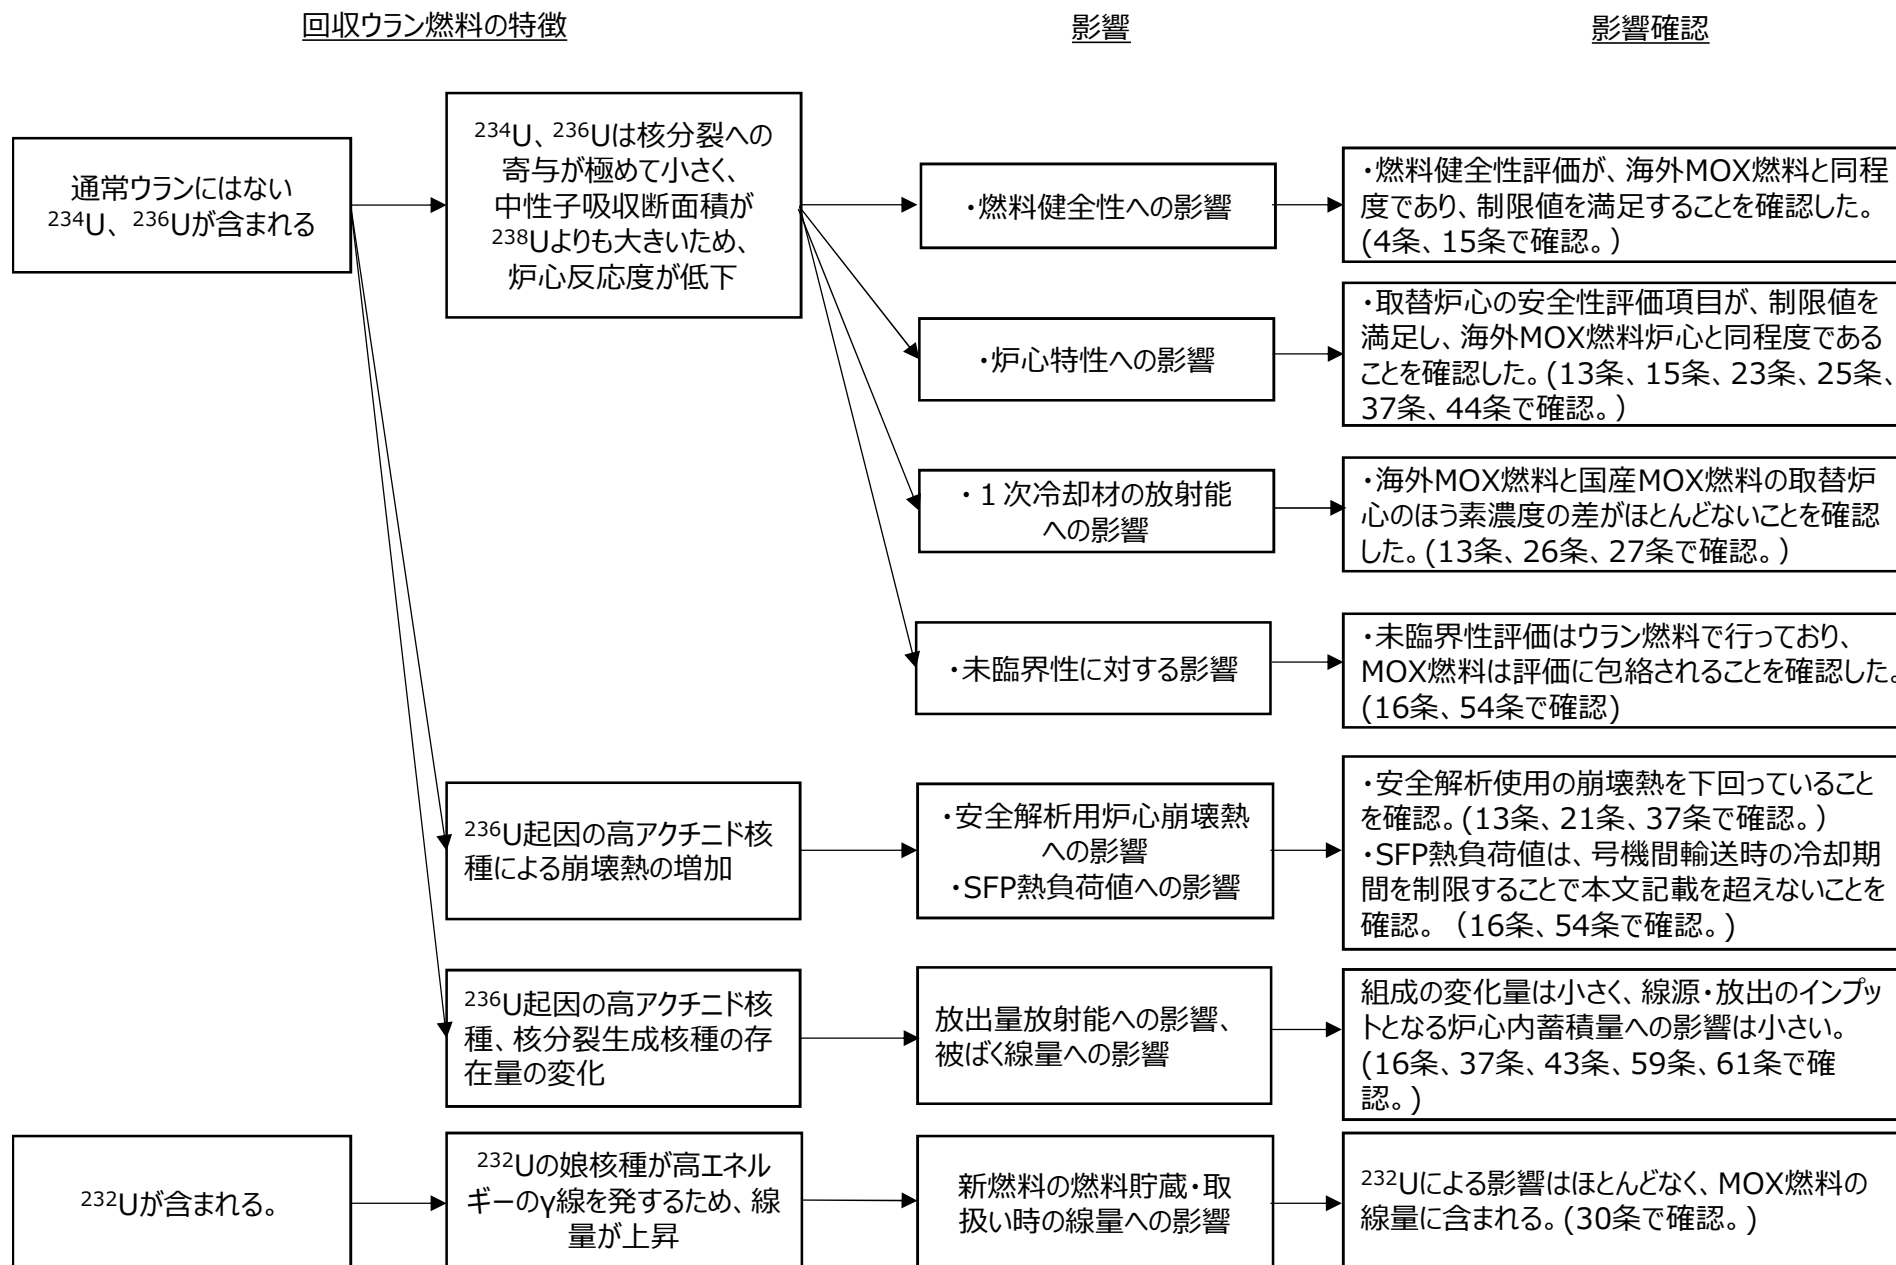 回収ウラン燃料の特徴
影響
影響確認
通常ウランにはない
²³⁴U、²³⁶Uが含まれる
²³⁴U、²³⁶Uは核分裂への
寄与が極めて小さく、
中性子吸収断面積が
²³⁸Uよりも大きいため、
炉心反応度が低下
・燃料健全性への影響
・燃料健全性評価が、海外MOX燃料と同程
度であり、制限値を満足することを確認した。
(4条、15条で確認。)
・炉心特性への影響
・取替炉心の安全性評価項目が、制限値を
満足し、海外MOX燃料炉心と同程度である
ことを確認した。(13条、15条、23条、25条、
37条、44条で確認。)
・１次冷却材の放射能
への影響
・海外MOX燃料と国産MOX燃料の取替炉
心のほう素濃度の差がほとんどないことを確認
した。(13条、26条、27条で確認。)
・未臨界性に対する影響
・未臨界性評価はウラン燃料で行っており、
MOX燃料は評価に包絡されることを確認した。
(16条、54条で確認)
²³⁶U起因の高アクチニド核
種による崩壊熱の増加
・安全解析用炉心崩壊熱
への影響
・SFP熱負荷値への影響
・安全解析使用の崩壊熱を下回っていること
を確認。(13条、21条、37条で確認。)
・SFP熱負荷値は、号機間輸送時の冷却期
間を制限することで本文記載を超えないことを
確認。（16条、54条で確認。)
²³⁶U起因の高アクチニド核
種、核分裂生成核種の存
在量の変化
放出量放射能への影響、
被ばく線量への影響
組成の変化量は小さく、線源・放出のインプッ
トとなる炉心内蓄積量への影響は小さい。
(16条、37条、43条、59条、61条で確
認。)
²³²Uが含まれる。
²³²Uの娘核種が高エネル
ギーのγ線を発するため、線
量が上昇
新燃料の燃料貯蔵・取
扱い時の線量への影響
²³²Uによる影響はほとんどなく、MOX燃料の
線量に含まれる。(30条で確認。)